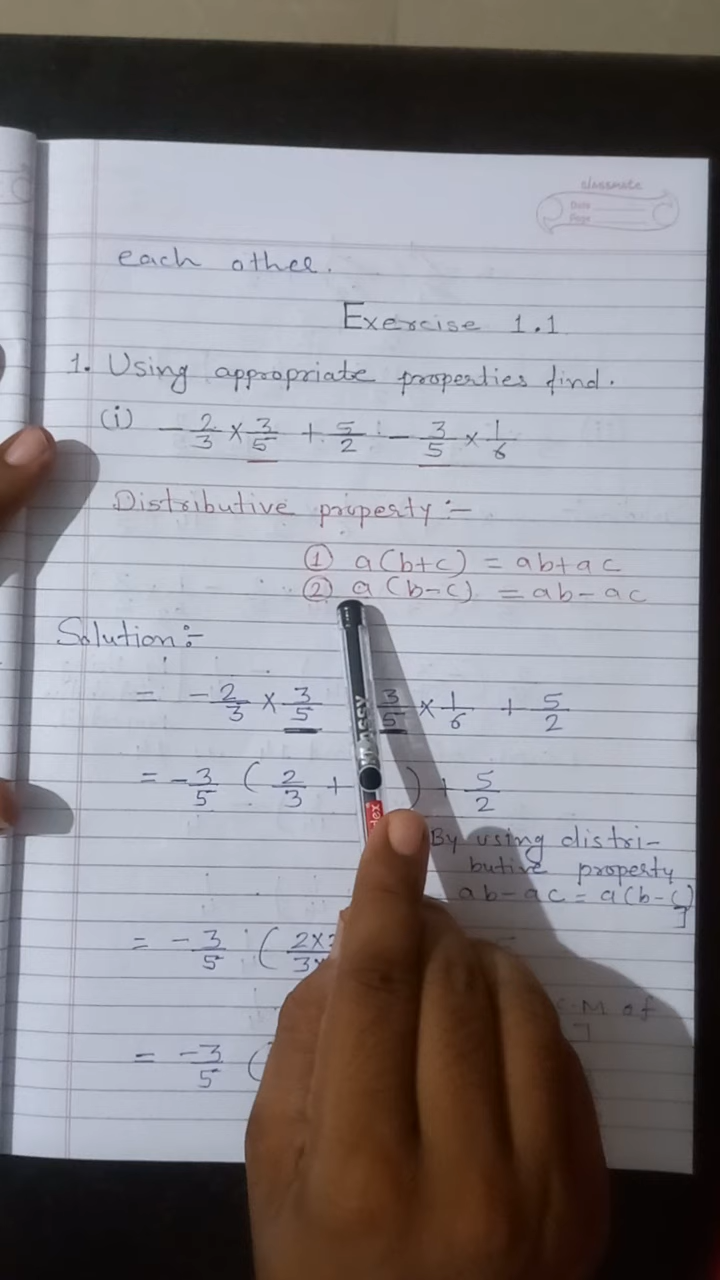 classmate
Date
Page
each other.
Exercise 1.1
1. Using appropriate properties find.
(i) - 2/3 × 3/5 + 5/2 - 3/5 × 1/6
Distributive property :-
① a(b+c) = ab+ac
② a(b-c) = ab-ac
Solution :-
= - 2/3 × 3/5 3/5 × 1/6 + 5/2
= - 3/5 ( 2/3 + ) + 5/2
By using distri-
butive property
ab-ac = a(b-c)]
= - 3/5 ( 2×
of
= -3/5 (